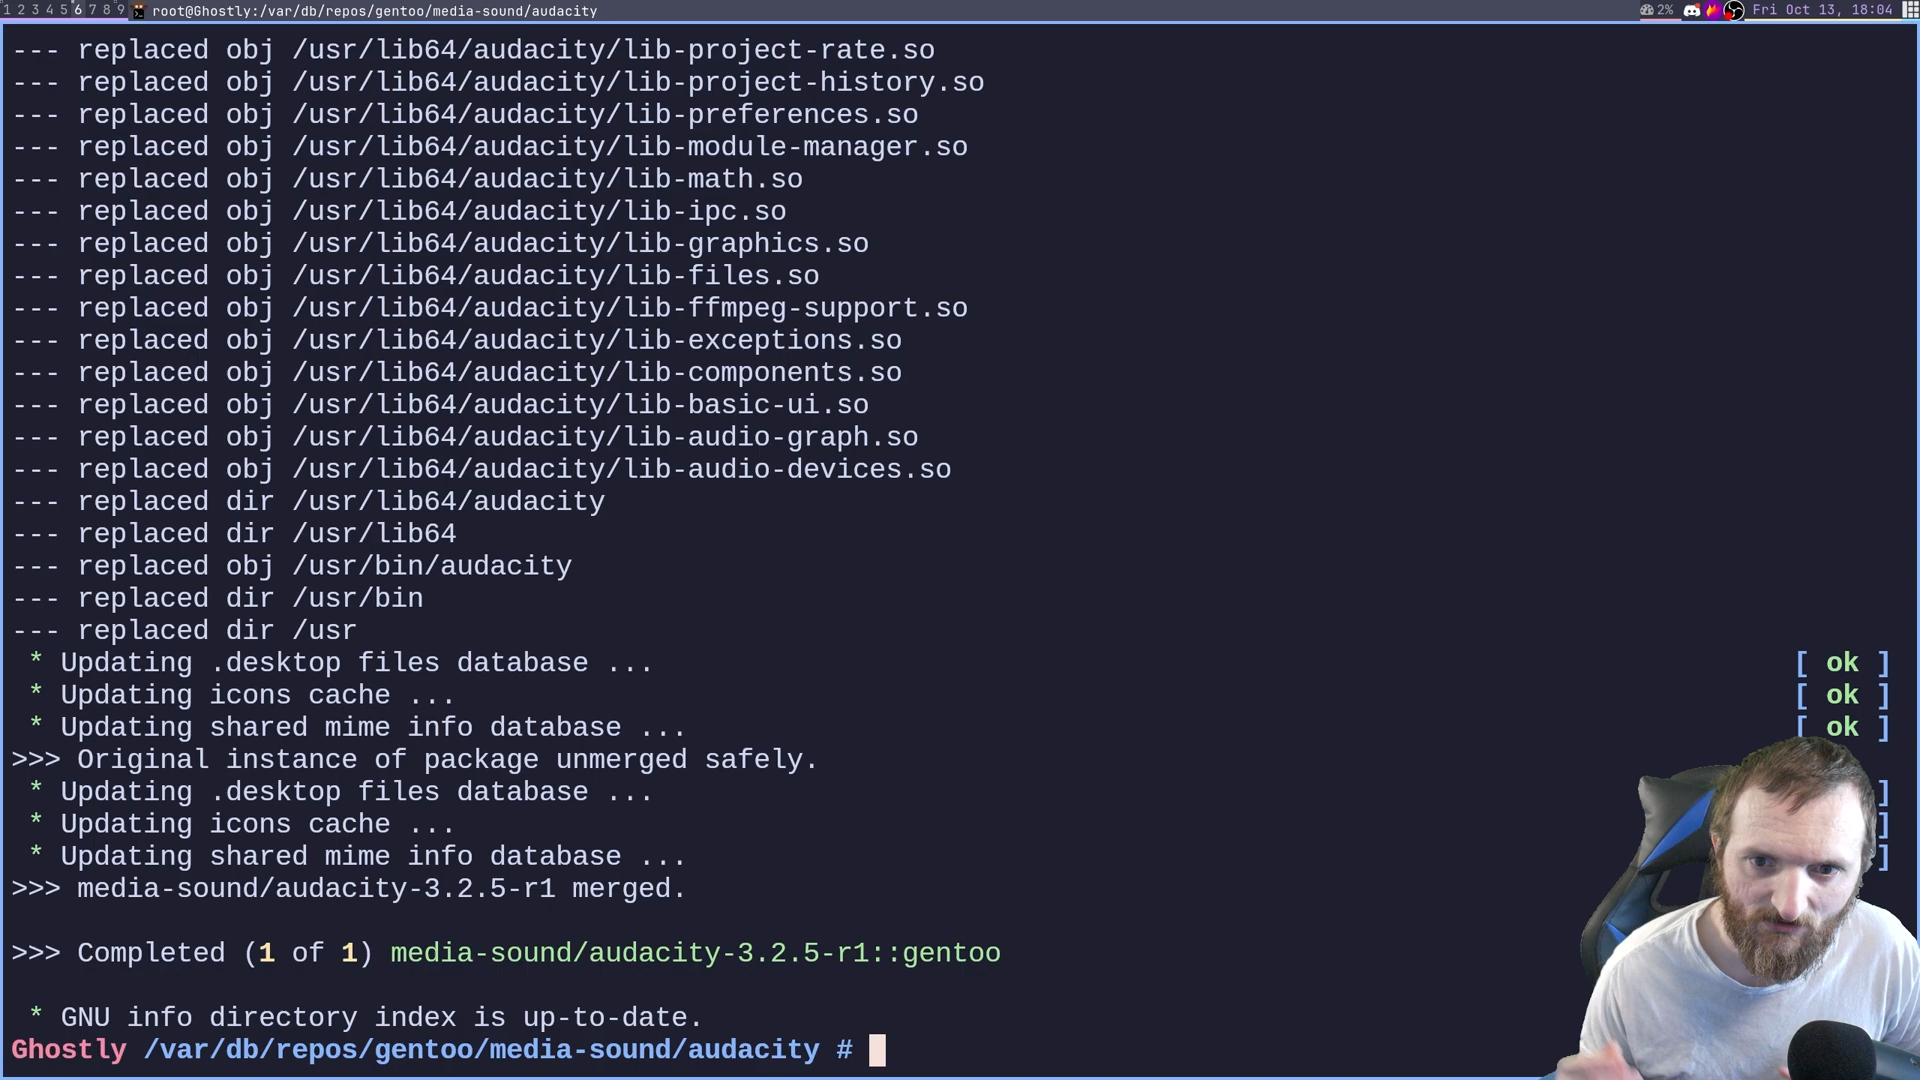 1 2 3 4 5 6 7 8 9 root@Ghostly:/var/db/repos/gentoo/media-sound/audacity 2% Fri Oct 13, 18:04
--- replaced obj /usr/lib64/audacity/lib-project-rate.so
--- replaced obj /usr/lib64/audacity/lib-project-history.so
--- replaced obj /usr/lib64/audacity/lib-preferences.so
--- replaced obj /usr/lib64/audacity/lib-module-manager.so
--- replaced obj /usr/lib64/audacity/lib-math.so
--- replaced obj /usr/lib64/audacity/lib-ipc.so
--- replaced obj /usr/lib64/audacity/lib-graphics.so
--- replaced obj /usr/lib64/audacity/lib-files.so
--- replaced obj /usr/lib64/audacity/lib-ffmpeg-support.so
--- replaced obj /usr/lib64/audacity/lib-exceptions.so
--- replaced obj /usr/lib64/audacity/lib-components.so
--- replaced obj /usr/lib64/audacity/lib-basic-ui.so
--- replaced obj /usr/lib64/audacity/lib-audio-graph.so
--- replaced obj /usr/lib64/audacity/lib-audio-devices.so
--- replaced dir /usr/lib64/audacity
--- replaced dir /usr/lib64
--- replaced obj /usr/bin/audacity
--- replaced dir /usr/bin
--- replaced dir /usr
 * Updating .desktop files database ... [ ok ]
 * Updating icons cache ... [ ok ]
 * Updating shared mime info database ... [ ok ]
>>> Original instance of package unmerged safely.
 * Updating .desktop files database ... ]
 * Updating icons cache ... ]
 * Updating shared mime info database ... ]
>>> media-sound/audacity-3.2.5-r1 merged.
>>> Completed (1 of 1) media-sound/audacity-3.2.5-r1::gentoo
 * GNU info directory index is up-to-date.
Ghostly /var/db/repos/gentoo/media-sound/audacity #